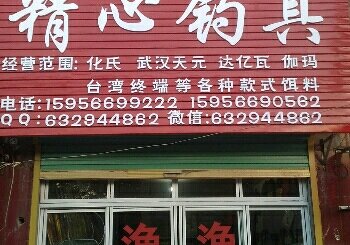 精心钓具
经营范围: 化氏 武汉天元 达亿瓦 伽玛
台湾终端等各种款式饵料
电话:15956699222 15956690562
QQ:632944862 微信:632944862
渔 渔